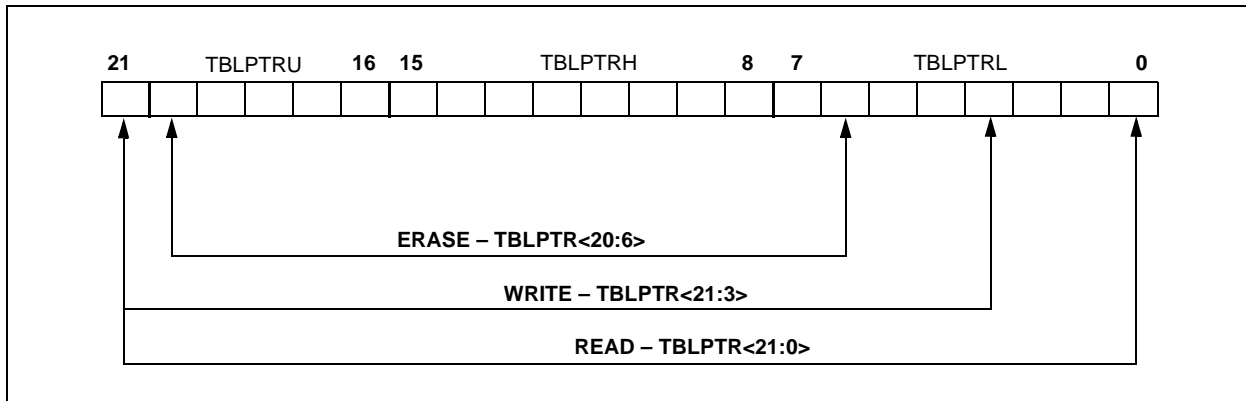 21 TBLPTRU 16 15 TBLPTRH 8 7 TBLPTRL 0
ERASE – TBLPTR<20:6>
WRITE – TBLPTR<21:3>
READ – TBLPTR<21:0>